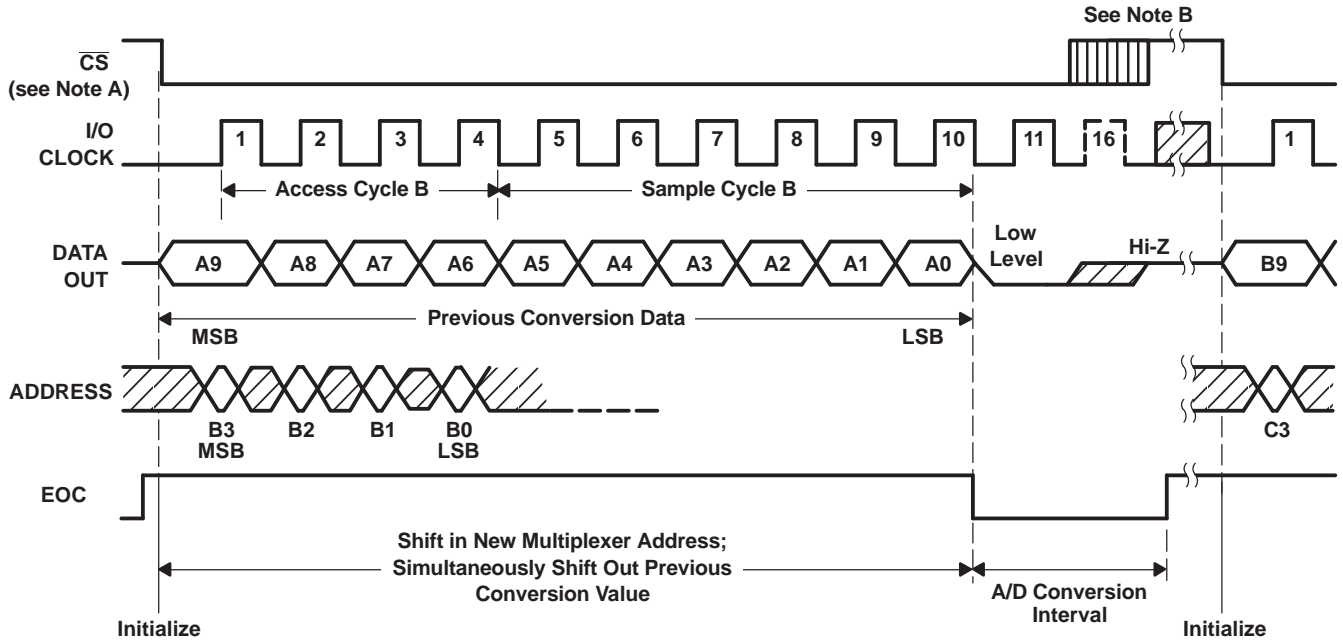 See Note B
CS
(see Note A)
I/O
CLOCK
1 2 3 4 5 6 7 8 9 10 11 16 1
Access Cycle B Sample Cycle B
DATA
OUT
A9 A8 A7 A6 A5 A4 A3 A2 A1 A0
Low
Level
Hi-Z
B9
Previous Conversion Data
MSB LSB
ADDRESS
B3 B2 B1 B0 C3
MSB LSB
EOC
Shift in New Multiplexer Address;
Simultaneously Shift Out Previous
Conversion Value
A/D Conversion
Interval
Initialize Initialize